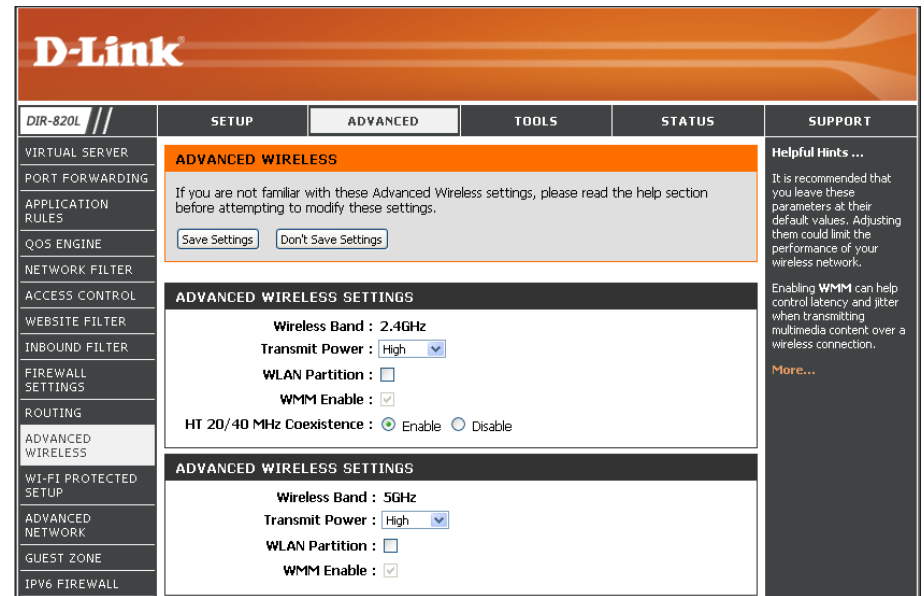 D-Link®
DIR-820L
SETUP
ADVANCED
TOOLS
STATUS
SUPPORT
VIRTUAL SERVER
PORT FORWARDING
APPLICATION
RULES
QOS ENGINE
NETWORK FILTER
ACCESS CONTROL
WEBSITE FILTER
INBOUND FILTER
FIREWALL
SETTINGS
ROUTING
ADVANCED
WIRELESS
WI-FI PROTECTED
SETUP
ADVANCED
NETWORK
GUEST ZONE
IPV6 FIREWALL
ADVANCED WIRELESS
If you are not familiar with these Advanced Wireless settings, please read the help section
before attempting to modify these settings.
Save Settings Don't Save Settings
ADVANCED WIRELESS SETTINGS
Wireless Band : 2.4GHz
Transmit Power : High
WLAN Partition :
WMM Enable :
HT 20/40 MHz Coexistence : Enable Disable
ADVANCED WIRELESS SETTINGS
Wireless Band : 5GHz
Transmit Power : High
WLAN Partition :
WMM Enable :
Helpful Hints ...
It is recommended that
you leave these
parameters at their
default values. Adjusting
them could limit the
performance of your
wireless network.
Enabling WMM can help
control latency and jitter
when transmitting
multimedia content over a
wireless connection.
More...